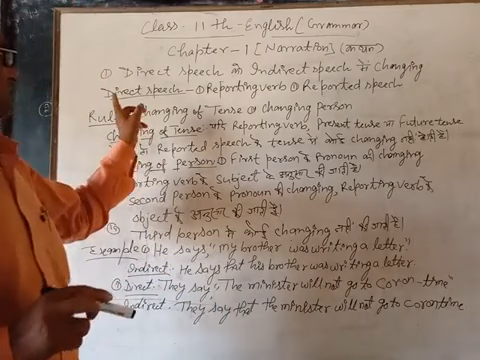 Class- 11th- English (Grammar)
Chapter-1 [Narration] (कथन)
① Direct speech को Indirect speech में Changing
Direct speech - ① Reporting verb ② Reported speech
Rule Changing of Tense ② Changing person
Changing of Tense यदि Reporting verb, Present tense या Future tense
Reported speech के tense में कोई changing नहीं होती है।
of person ① First person के Pronoun की changing
Reporting verb के Subject के अनुसार की जाती है।
second person के Pronoun की changing, Reporting verb के
object के अनुसार की जाती है।
Third person में कोई changing नहीं की जाती है।
Example ① He says, "my brother was writing a letter"
Indirect: He says that his brother was writing a letter.
② Direct: They say "The minister will not go to coron-time"
Indirect: They say that the minister will not go to corontime